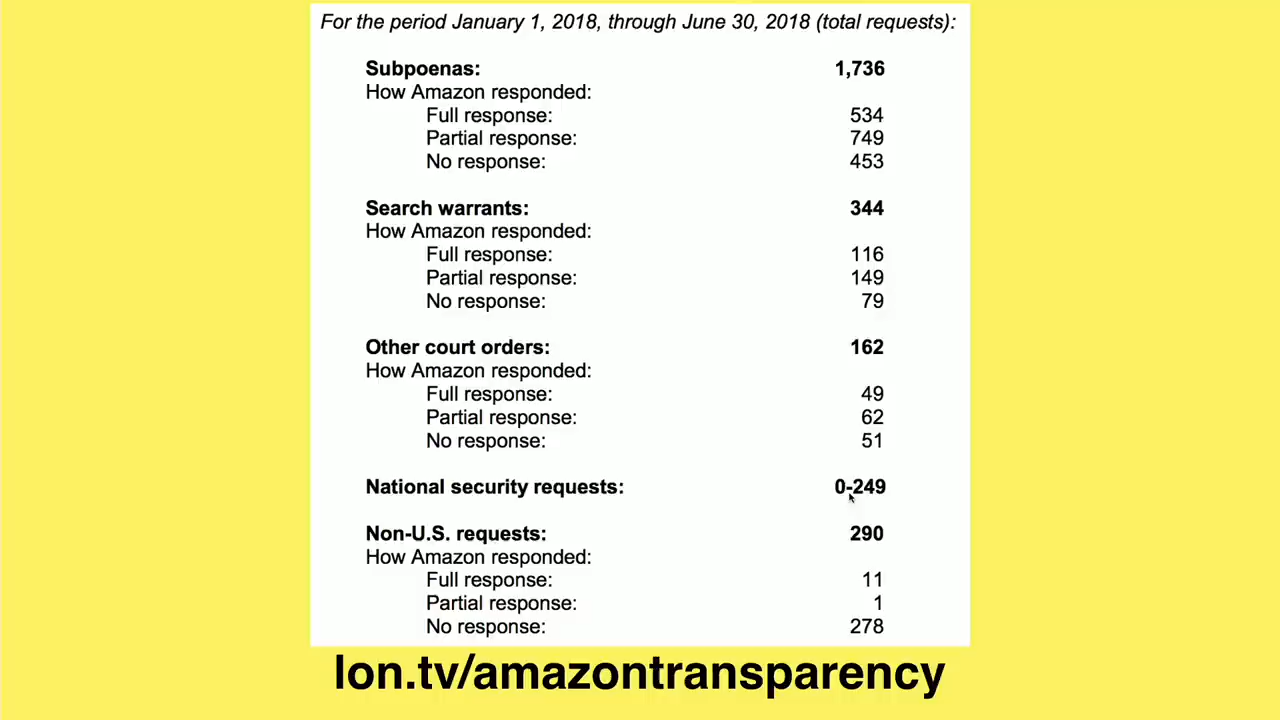 For the period January 1, 2018, through June 30, 2018 (total requests):
Subpoenas: 1,736
How Amazon responded:
Full response: 534
Partial response: 749
No response: 453
Search warrants: 344
How Amazon responded:
Full response: 116
Partial response: 149
No response: 79
Other court orders: 162
How Amazon responded:
Full response: 49
Partial response: 62
No response: 51
National security requests: 0-249
Non-U.S. requests: 290
How Amazon responded:
Full response: 11
Partial response: 1
No response: 278
lon.tv/amazontransparency